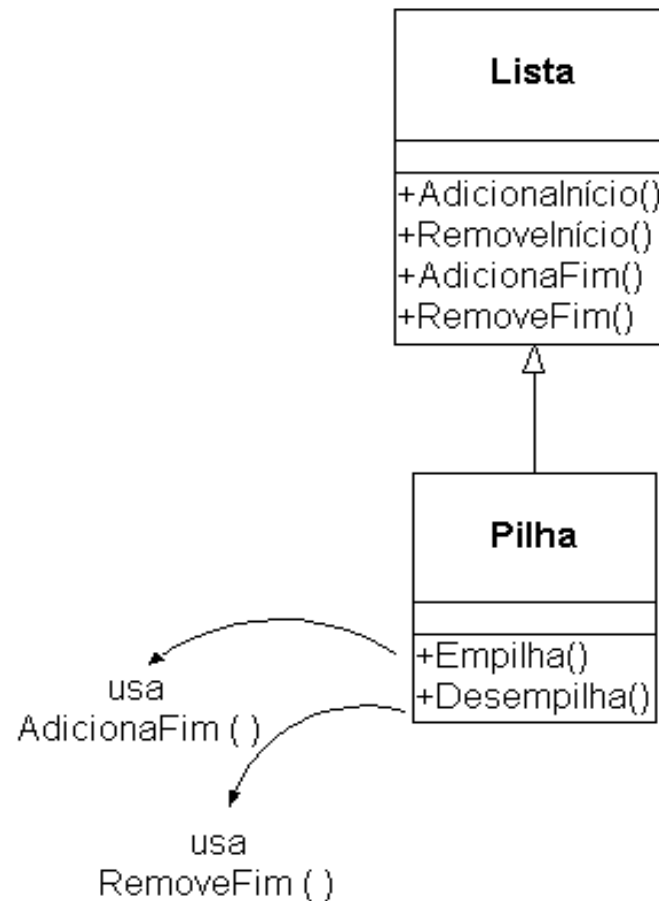 Lista
+AdicionaInício()
+RemoveInício()
+AdicionaFim()
+RemoveFim()
Pilha
+Empilha()
+Desempilha()
usa
AdicionaFim ( )
usa
RemoveFim ( )